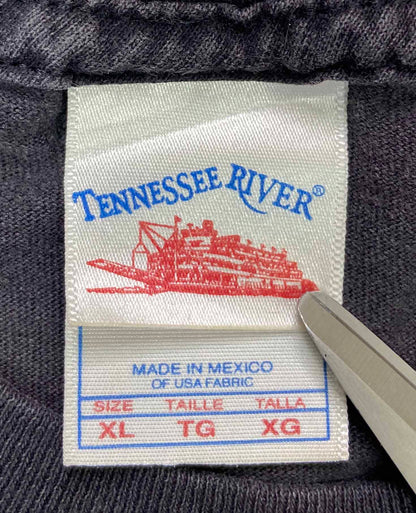 TENNESSEE RIVER®
MADE IN MEXICO
OF USA FABRIC
SIZE TAILLE TALLA
XL TG XG